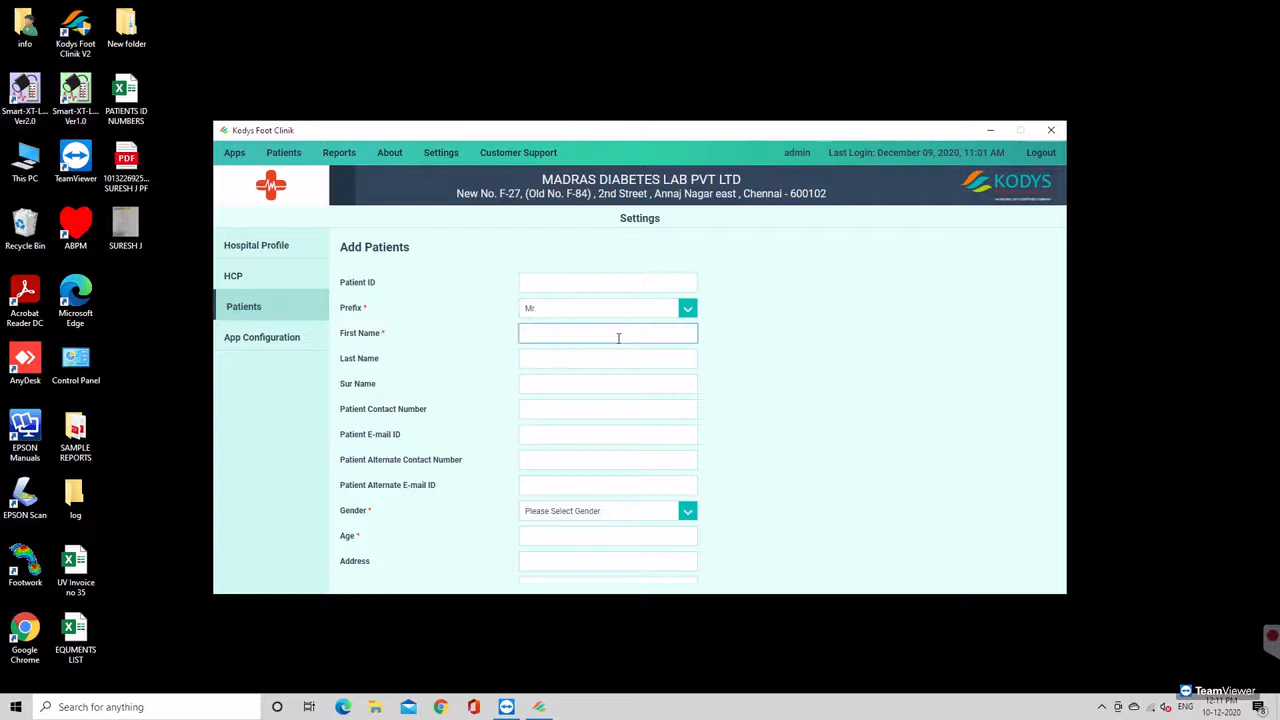 info
Kodys Foot
Clinik V2
New folder
Smart-XT-L...
Ver2.0
Smart-XT-L...
Ver1.0
PATIENTS ID
NUMBERS
This PC
TeamViewer
PDF
1013226925...
SURESH J PF
Recycle Bin
ABPM
SURESH J
Acrobat
Reader DC
Microsoft
Edge
AnyDesk
Control Panel
EPSON
Manuals
SAMPLE
REPORTS
EPSON Scan
log
Footwork
UV Invoice
no 35
Google
Chrome
EQUMENTS
LIST
Kodys Foot Clinik
Apps Patients Reports About Settings Customer Support admin Last Login: December 09, 2020, 11:01 AM Logout
MADRAS DIABETES LAB PVT LTD
New No. F-27, (Old No. F-84) , 2nd Street , Annaj Nagar east , Chennai - 600102
KODYS
Settings
Hospital Profile
HCP
Patients
App Configuration
Add Patients
Patient ID
Prefix * Mr.
First Name *
Last Name
Sur Name
Patient Contact Number
Patient E-mail ID
Patient Alternate Contact Number
Patient Alternate E-mail ID
Gender * Please Select Gender
Age *
Address
TeamViewer
Search for anything
ENG
12:11 PM
10-12-2020